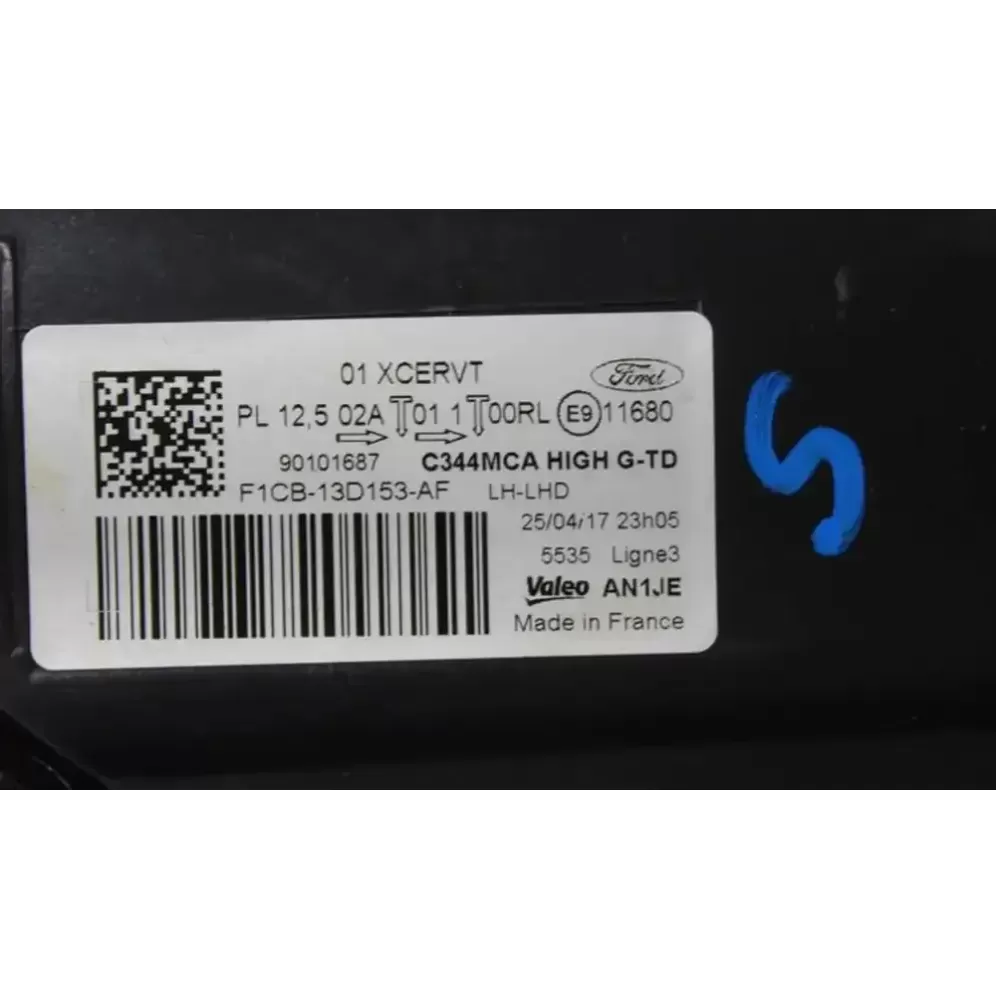 01 XCERVT
Ford
PL 12,5 02A 01 1 00RL E9 11680
90101687 C344MCA HIGH G-TD
F1CB-13D153-AF LH-LHD
25/04/17 23h05
5535 Ligne3
Valeo AN1JE
Made in France